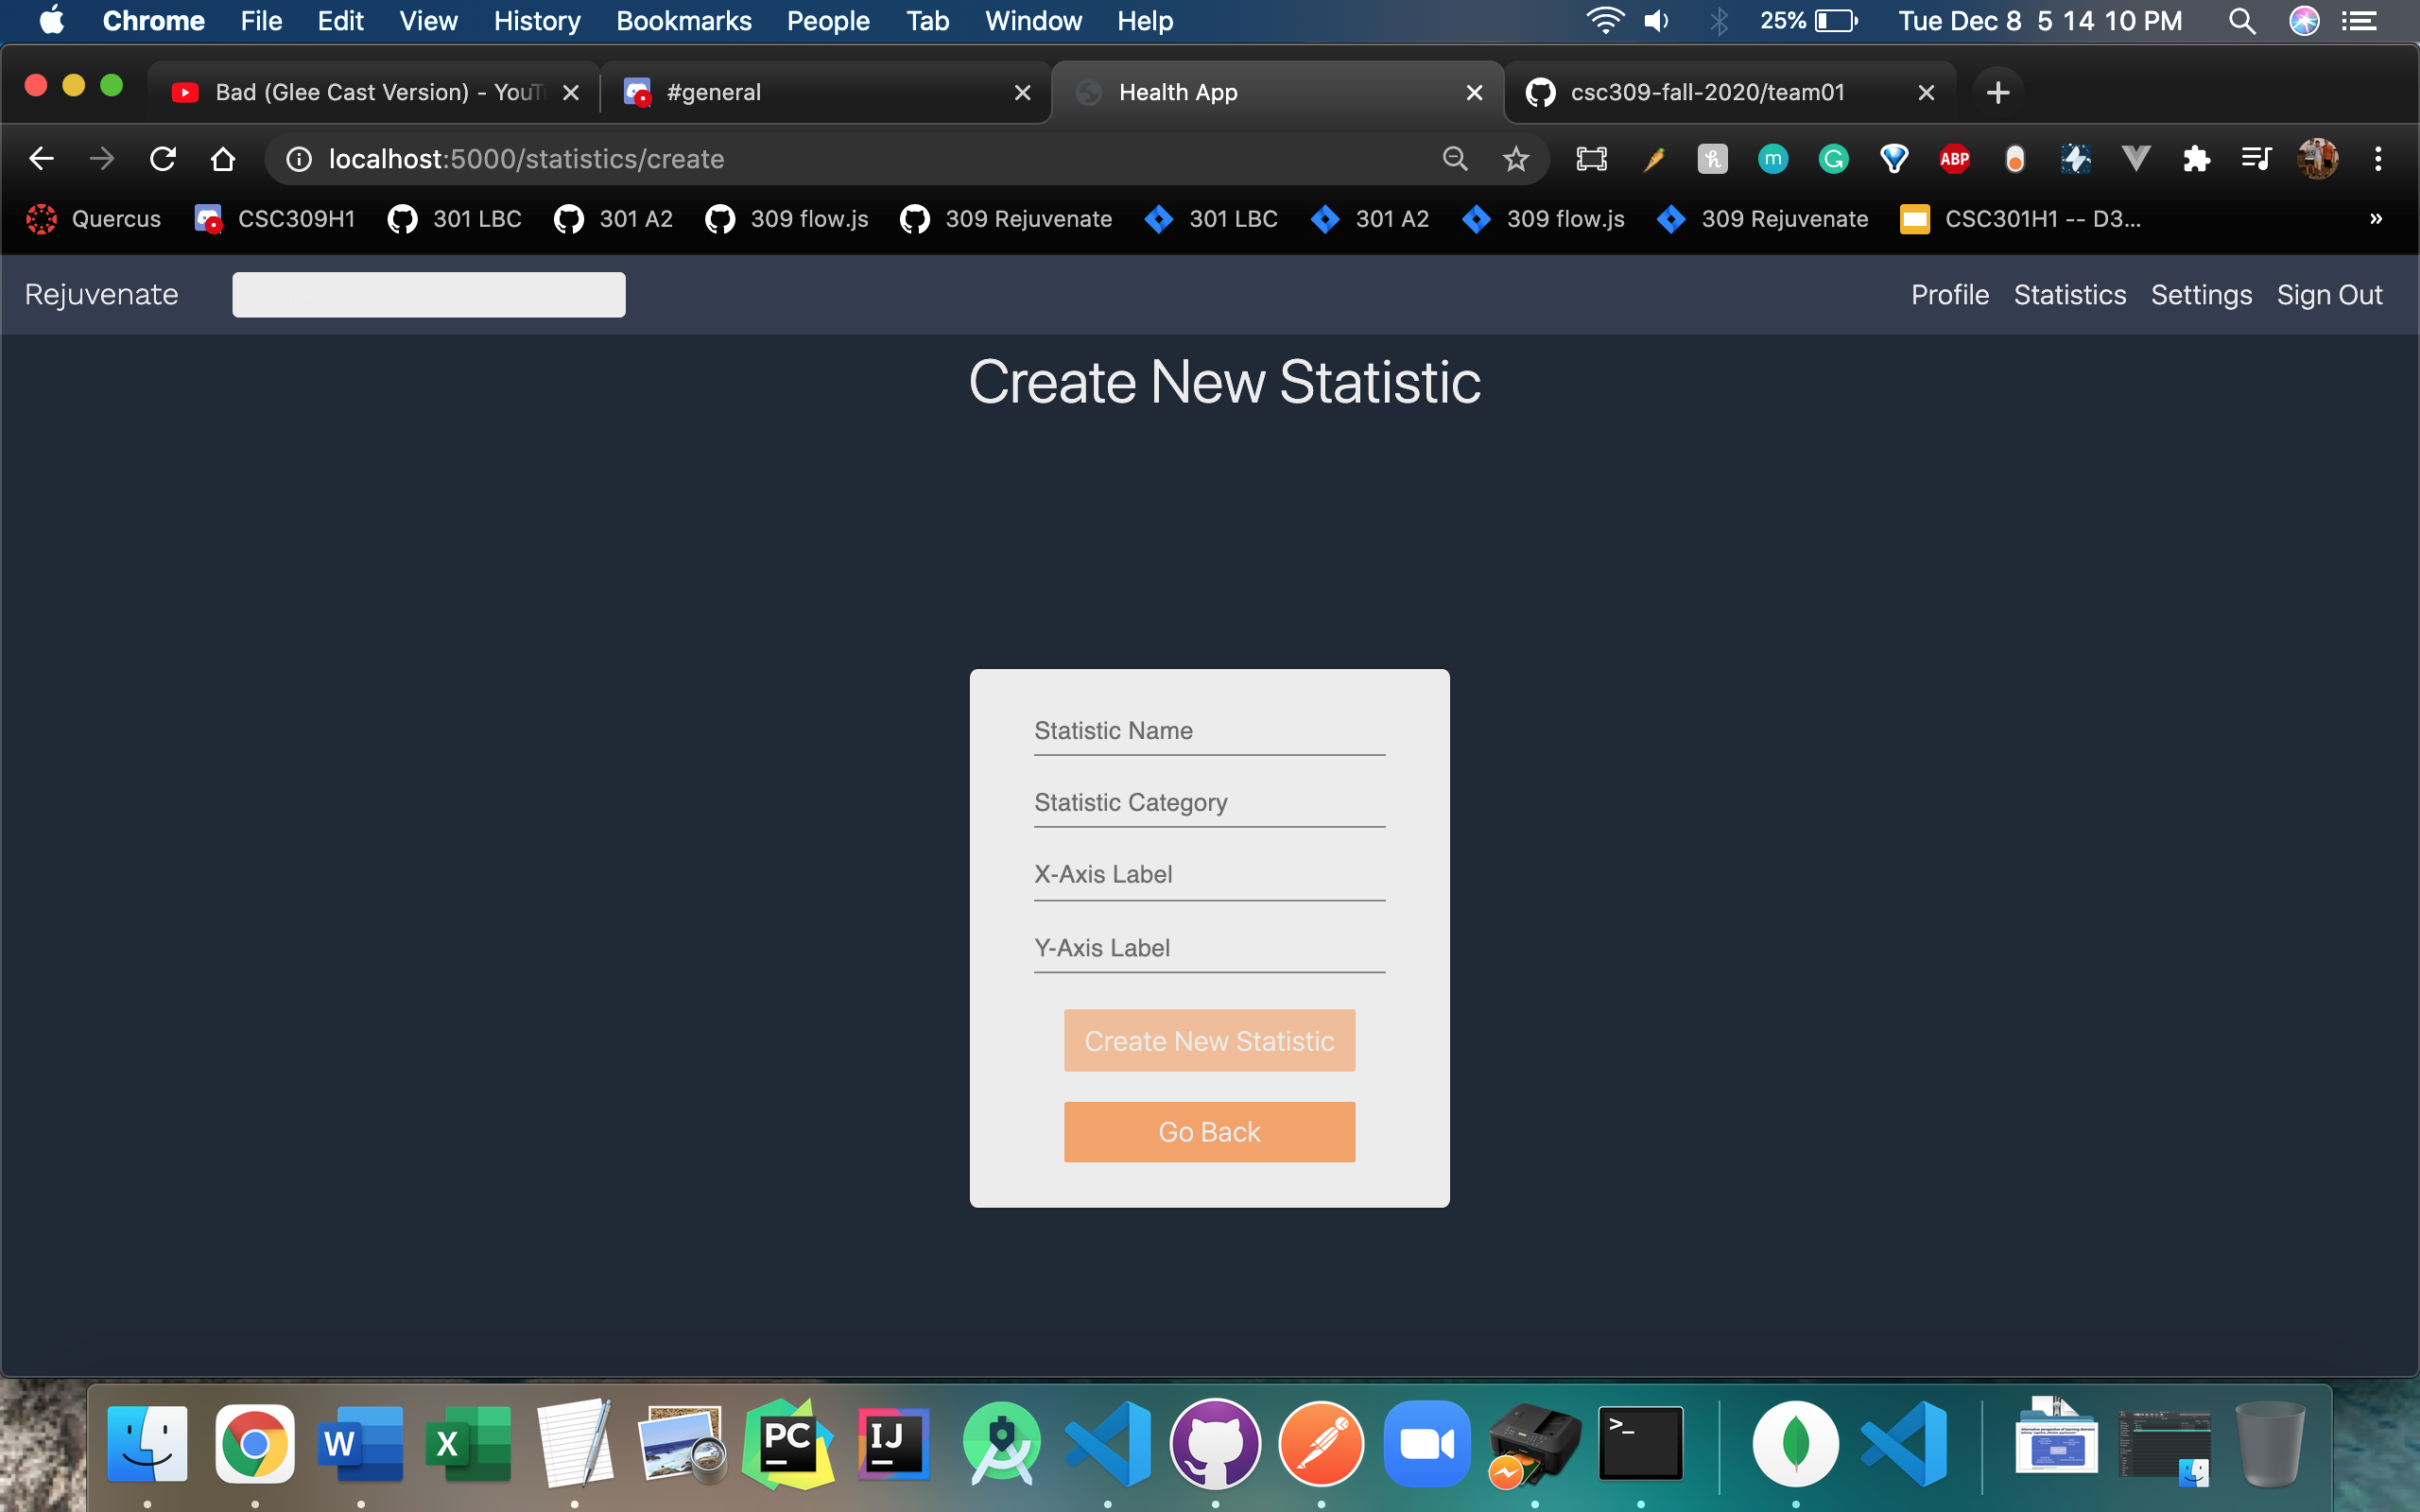 Chrome File Edit View History Bookmarks People Tab Window Help 25% Tue Dec 8 5 14 10 PM
Bad (Glee Cast Version) - YouT #general Health App csc309-fall-2020/team01
localhost:5000/statistics/create
Quercus CSC309H1 301 LBC 301 A2 309 flow.js 309 Rejuvenate 301 LBC 301 A2 309 flow.js 309 Rejuvenate CSC301H1 -- D3... »
Rejuvenate Profile Statistics Settings Sign Out
Create New Statistic
Statistic Name
Statistic Category
X-Axis Label
Y-Axis Label
Create New Statistic
Go Back
W X PC IJ >_